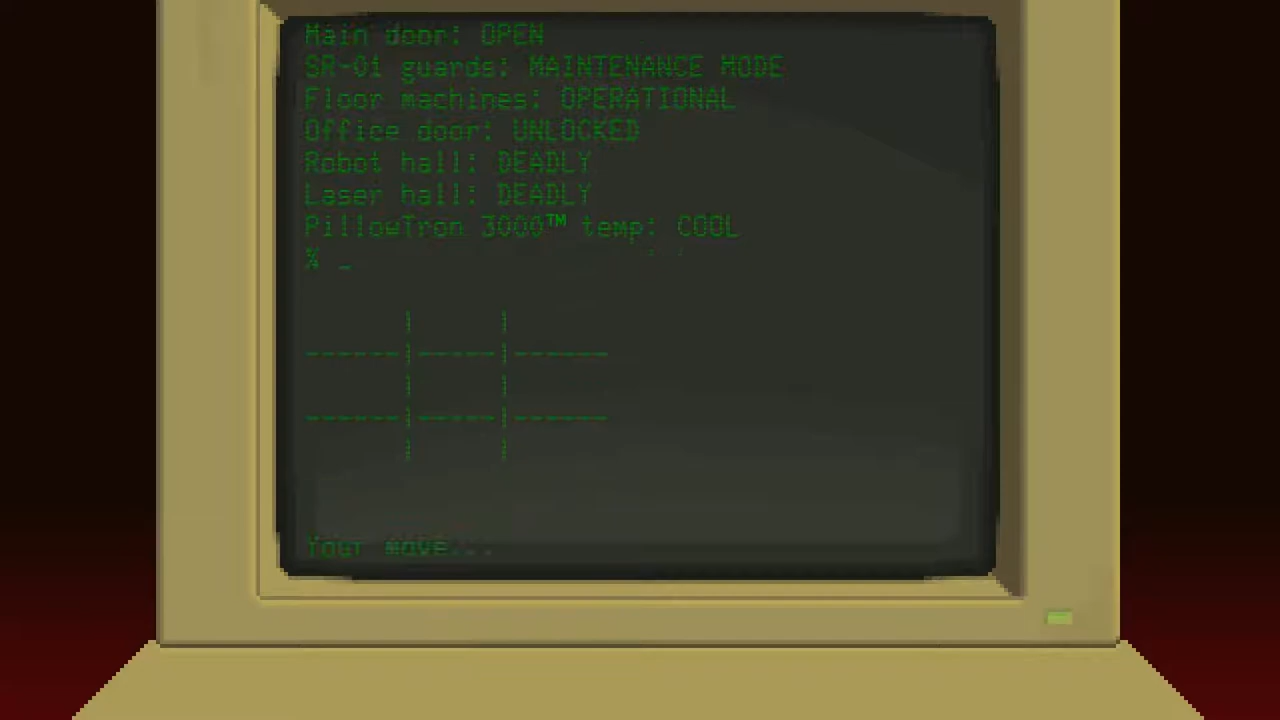 Main door: OPEN
SR-01 guards: MAINTENANCE MODE
Floor machines: OPERATIONAL
Office door: UNLOCKED
Robot hall: DEADLY
Laser hall: DEADLY
PillowTron 3000™ temp: COOL
% _
Your move...